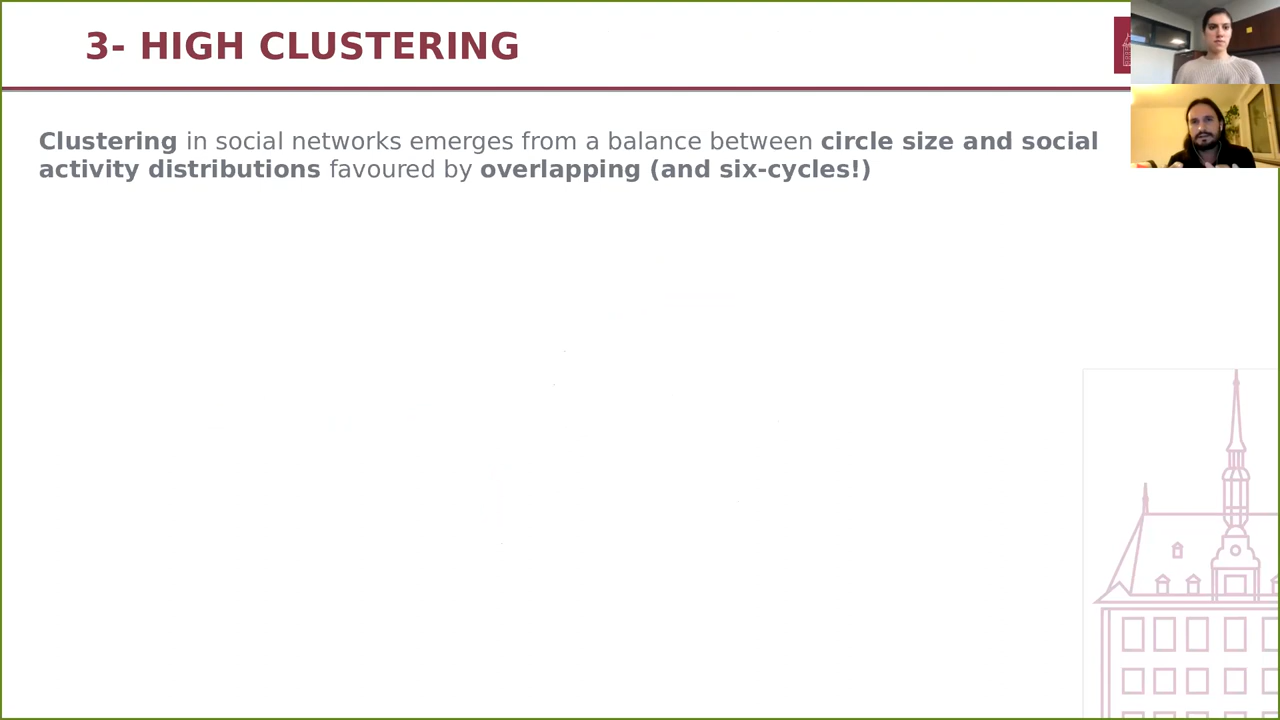 3- HIGH CLUSTERING
Clustering in social networks emerges from a balance between circle size and social
activity distributions favoured by overlapping (and six-cycles!)